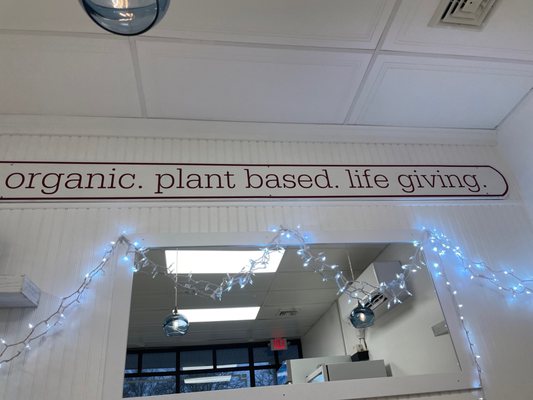 organic. plant based. life giving.